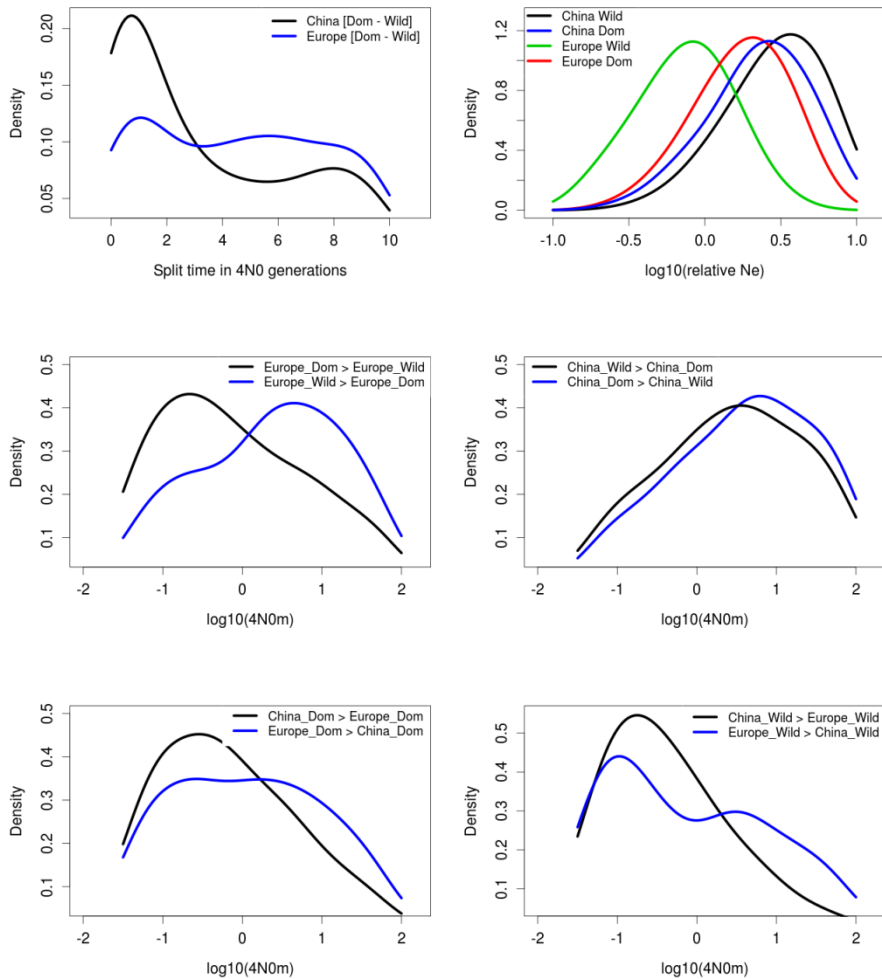 China [Dom - Wild]
Europe [Dom - Wild]
Density
0.05
0.10
0.15
0.20
0 2 4 6 8 10
Split time in 4N0 generations
China Wild
China Dom
Europe Wild
Europe Dom
Density
0.0
0.4
0.8
1.2
-1.0 -0.5 0.0 0.5 1.0
log10(relative Ne)
Europe_Dom > Europe_Wild
Europe_Wild > Europe_Dom
Density
0.1
0.2
0.3
0.4
0.5
-2 -1 0 1 2
log10(4N0m)
China_Wild > China_Dom
China_Dom > China_Wild
Density
0.1
0.2
0.3
0.4
0.5
-2 -1 0 1 2
log10(4N0m)
China_Dom > Europe_Dom
Europe_Dom > China_Dom
Density
0.1
0.2
0.3
0.4
0.5
-2 -1 0 1 2
log10(4N0m)
China_Wild > Europe_Wild
Europe_Wild > China_Wild
Density
0.1
0.2
0.3
0.4
0.5
-2 -1 0 1 2
log10(4N0m)